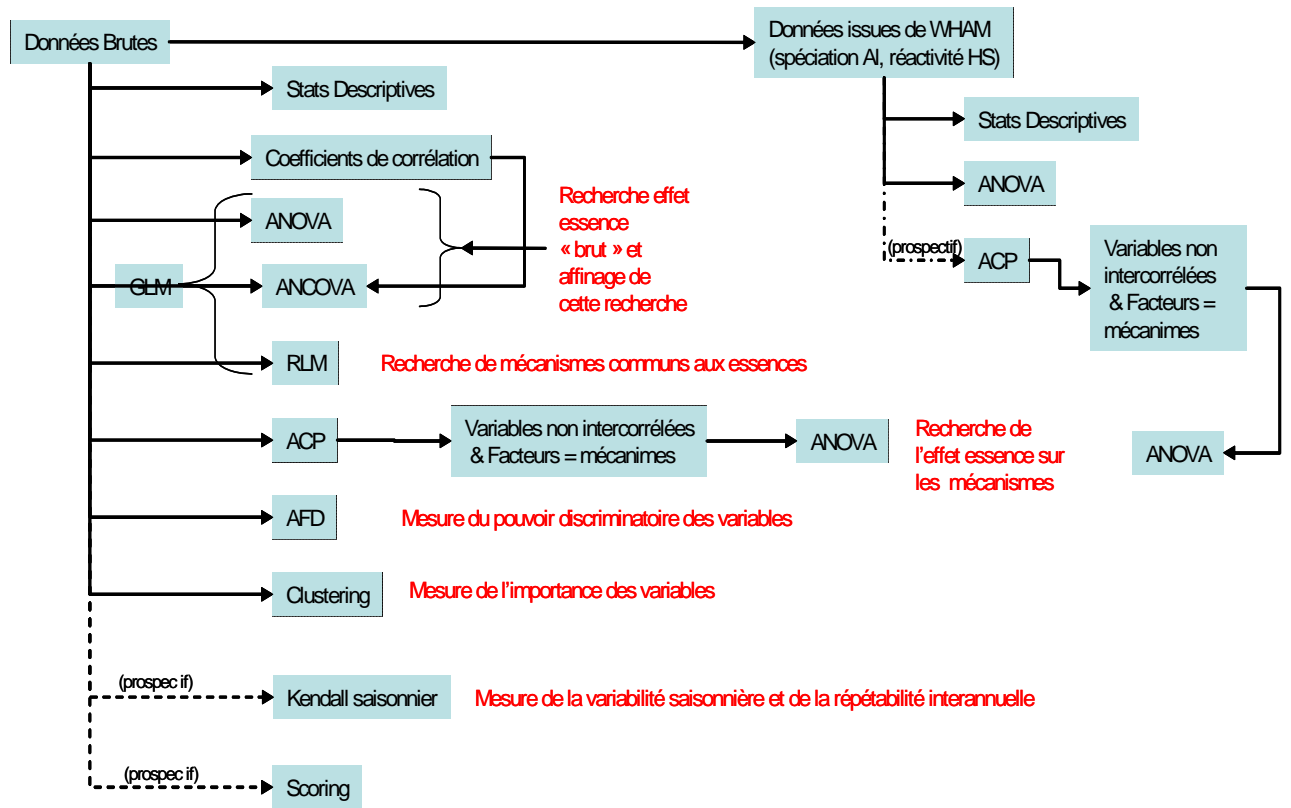 Données Brutes
Données issues de WHAM
(spéciation Al, réactivité HS)
Stats Descriptives
Stats Descriptives
Coefficients de corrélation
ANOVA
Recherche effet
essence
« brut » et
affinage de
cette recherche
ANOVA
GLM
ANCOVA
(prospectif)
ACP
Variables non
intercorrélées
& Facteurs =
mécanimes
RLM
Recherche de mécanismes communs aux essences
ACP
Variables non intercorrélées
& Facteurs = mécanimes
ANOVA
Recherche de
l'effet essence sur
les mécanismes
ANOVA
AFD
Mesure du pouvoir discriminatoire des variables
Clustering
Mesure de l'importance des variables
(prospec if)
Kendall saisonnier
Mesure de la variabilité saisonnière et de la répétabilité interannuelle
(prospec if)
Scoring